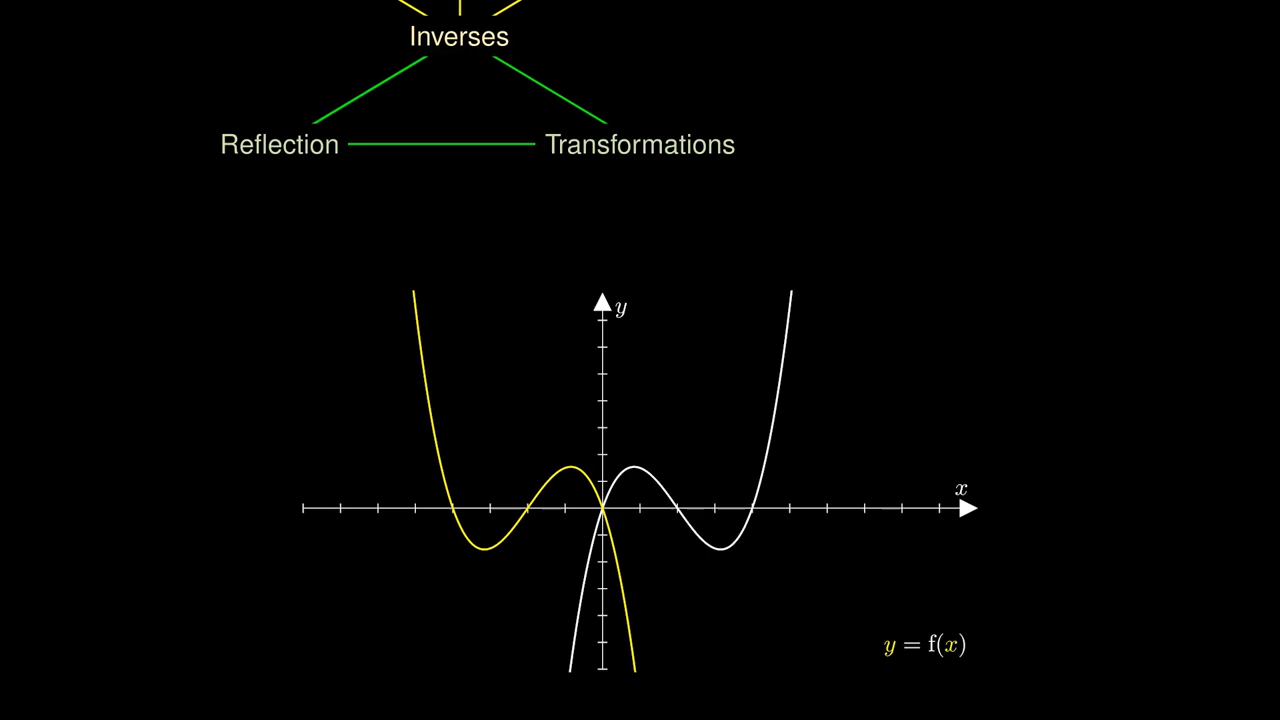 Inverses
Reflection
Transformations
y
x
y = f(x)